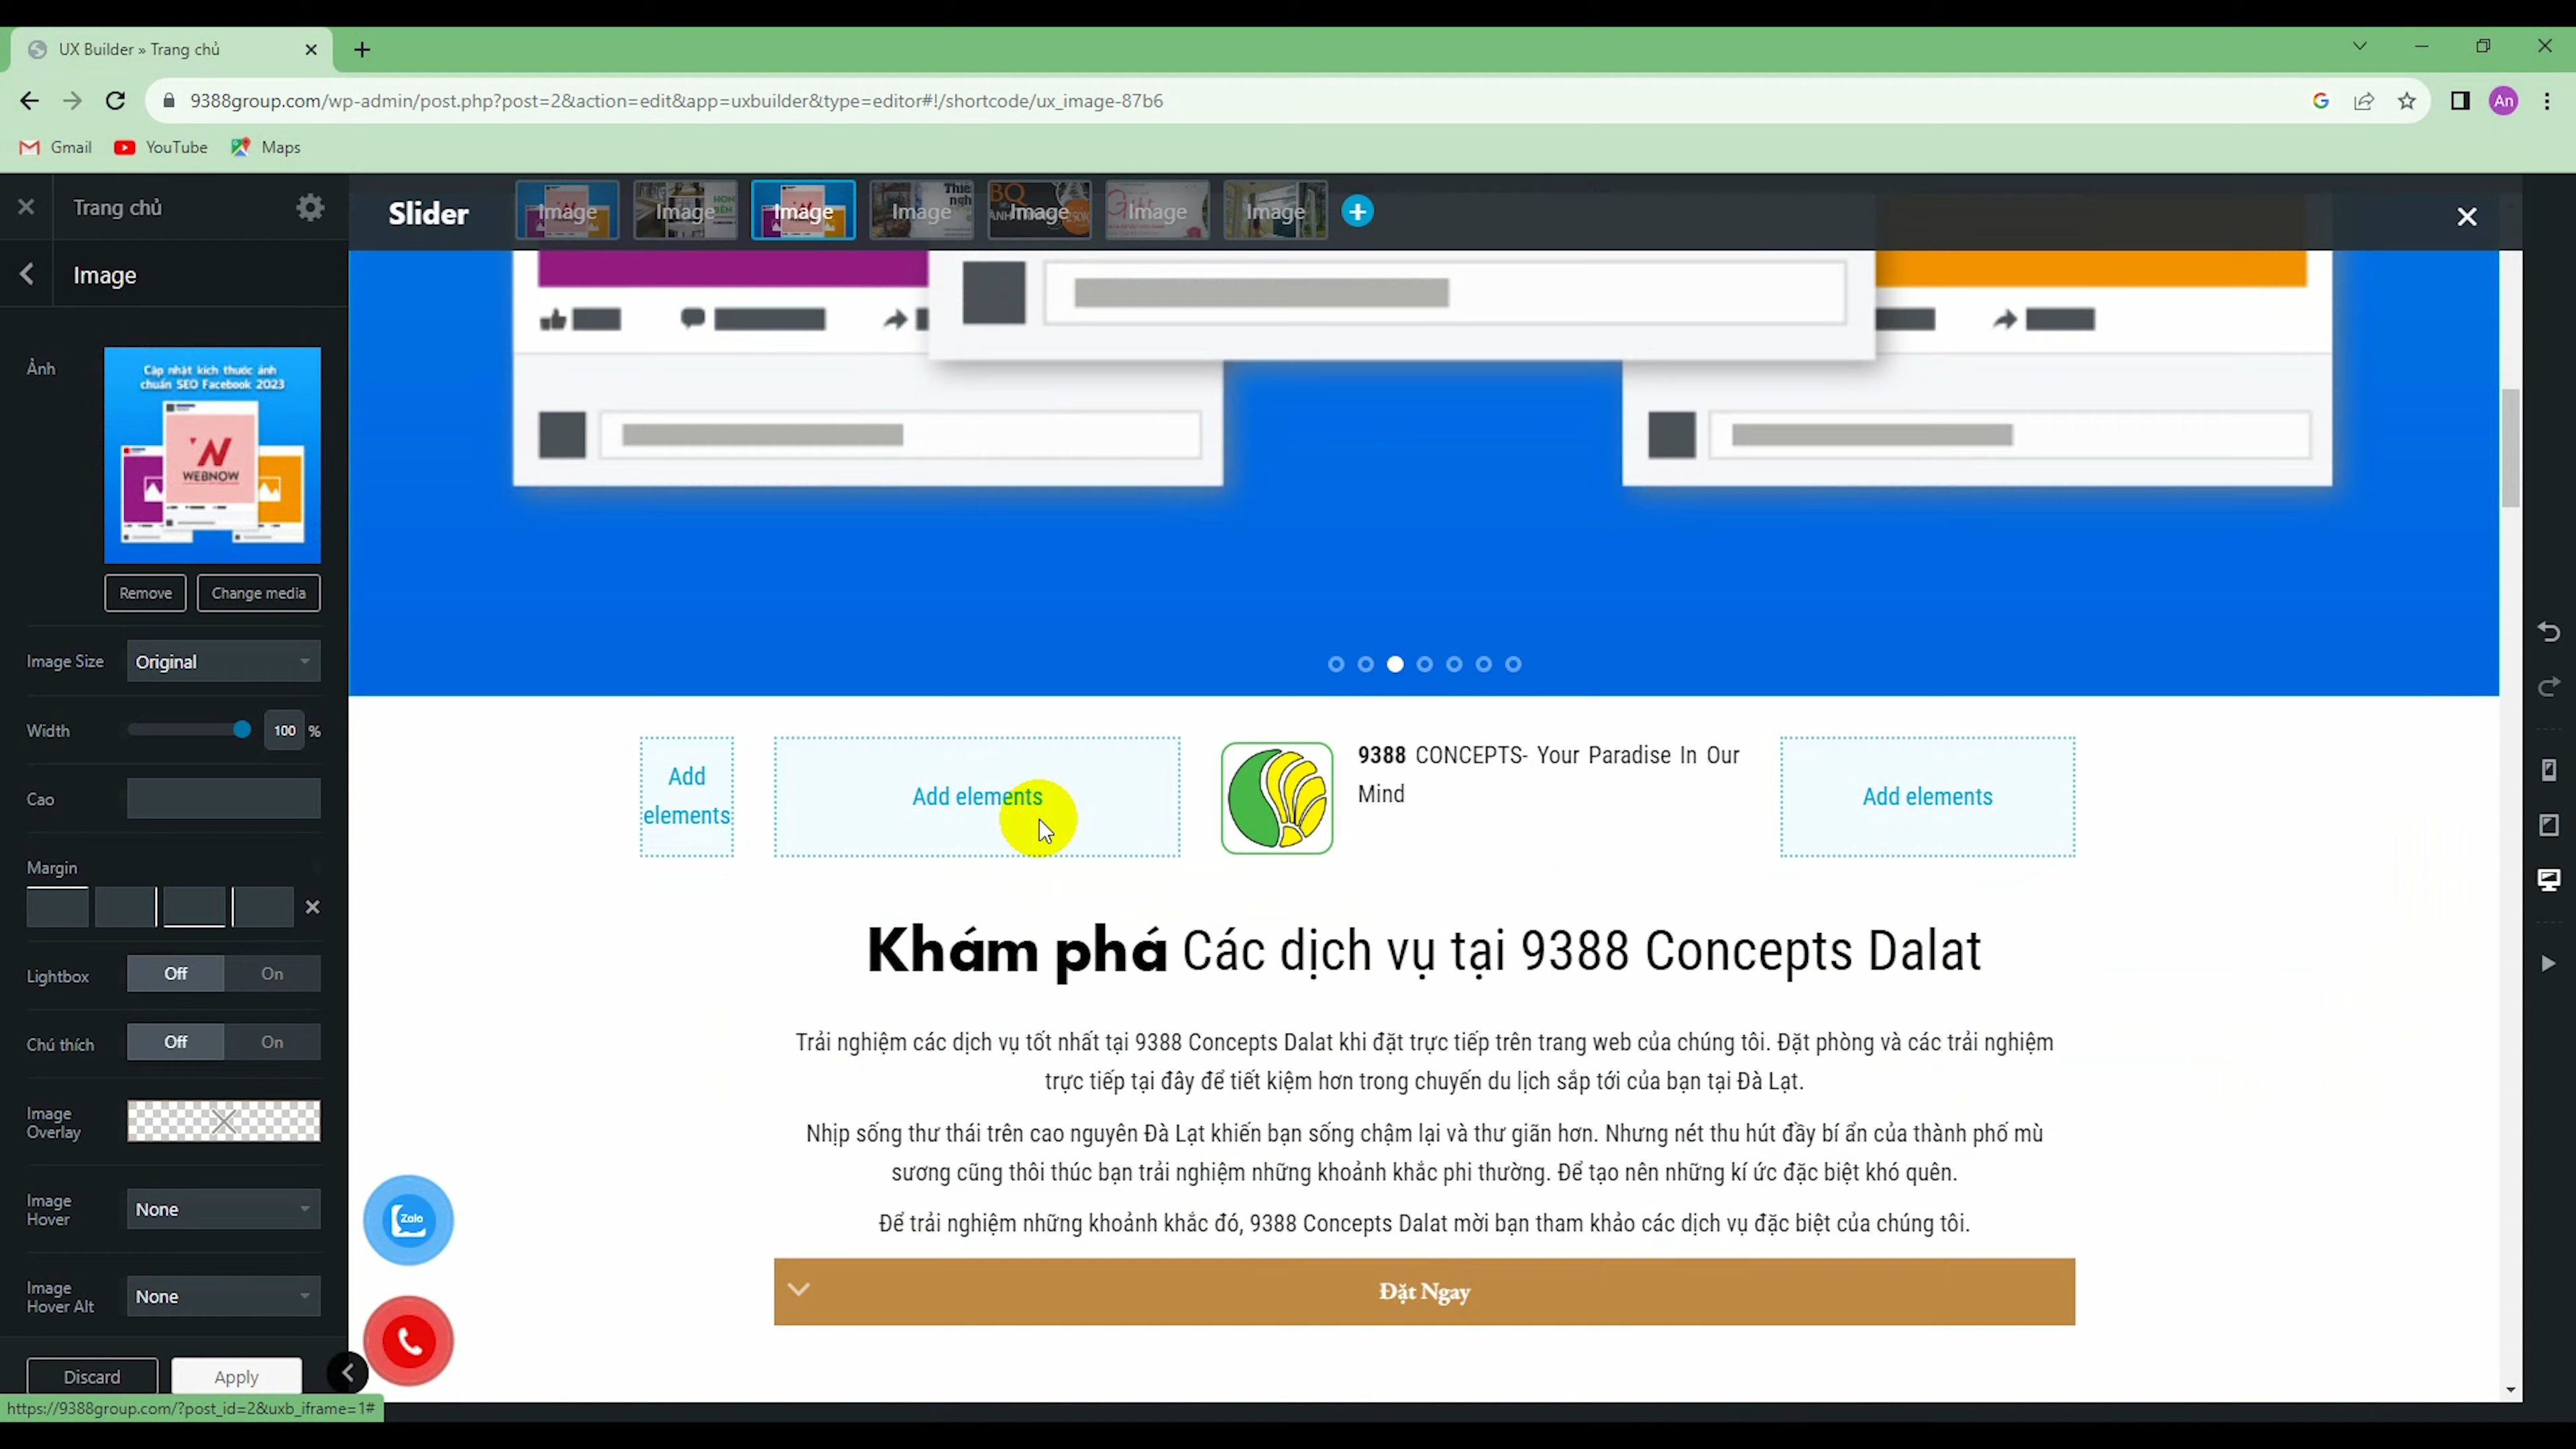 UX Builder » Trang chủ
9388group.com/wp-admin/post.php?post=2&action=edit&app=uxbuilder&type=editor#!/shortcode/ux_image-87b6
An
Gmail
YouTube
Maps
Trang chủ
Slider
Image
Image
Image
Image
Image
Image
Image
HON
Thiê
ngh
BQ
Gift
Image
Ảnh
Cập nhật kích thước ảnh
chuẩn SEO Facebook 2023
WEBNOW
Remove
Change media
Image Size
Original
Width
100
%
Cao
Margin
Lightbox
Off
On
Chú thích
Off
On
Image
Overlay
Image
Hover
None
Image
Hover Alt
None
Discard
Apply
https://9388group.com/?post_id=2&uxb_iframe=1#
Add
elements
Add elements
9388 CONCEPTS- Your Paradise In Our
Mind
Add elements
Khám phá Các dịch vụ tại 9388 Concepts Dalat
Trải nghiệm các dịch vụ tốt nhất tại 9388 Concepts Dalat khi đặt trực tiếp trên trang web của chúng tôi. Đặt phòng và các trải nghiệm
trực tiếp tại đây để tiết kiệm hơn trong chuyến du lịch sắp tới của bạn tại Đà Lạt.
Nhịp sống thư thái trên cao nguyên Đà Lạt khiến bạn sống chậm lại và thư giãn hơn. Nhưng nét thu hút đầy bí ẩn của thành phố mù
sương cũng thôi thúc bạn trải nghiệm những khoảnh khắc phi thường. Để tạo nên những kí ức đặc biệt khó quên.
Để trải nghiệm những khoảnh khắc đó, 9388 Concepts Dalat mời bạn tham khảo các dịch vụ đặc biệt của chúng tôi.
Zalo
Đặt Ngay